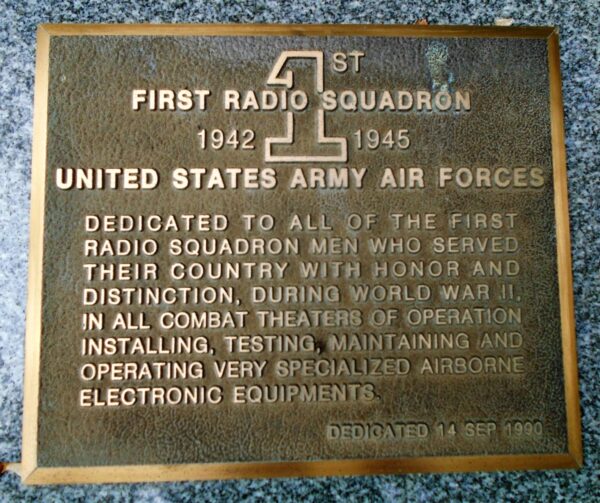 1ST
FIRST RADIO SQUADRON
1942 1945
UNITED STATES ARMY AIR FORCES
DEDICATED TO ALL OF THE FIRST
RADIO SQUADRON MEN WHO SERVED
THEIR COUNTRY WITH HONOR AND
DISTINCTION, DURING WORLD WAR II,
IN ALL COMBAT THEATERS OF OPERATION
INSTALLING, TESTING, MAINTAINING AND
OPERATING VERY SPECIALIZED AIRBORNE
ELECTRONIC EQUIPMENTS.
DEDICATED 14 SEP 1990